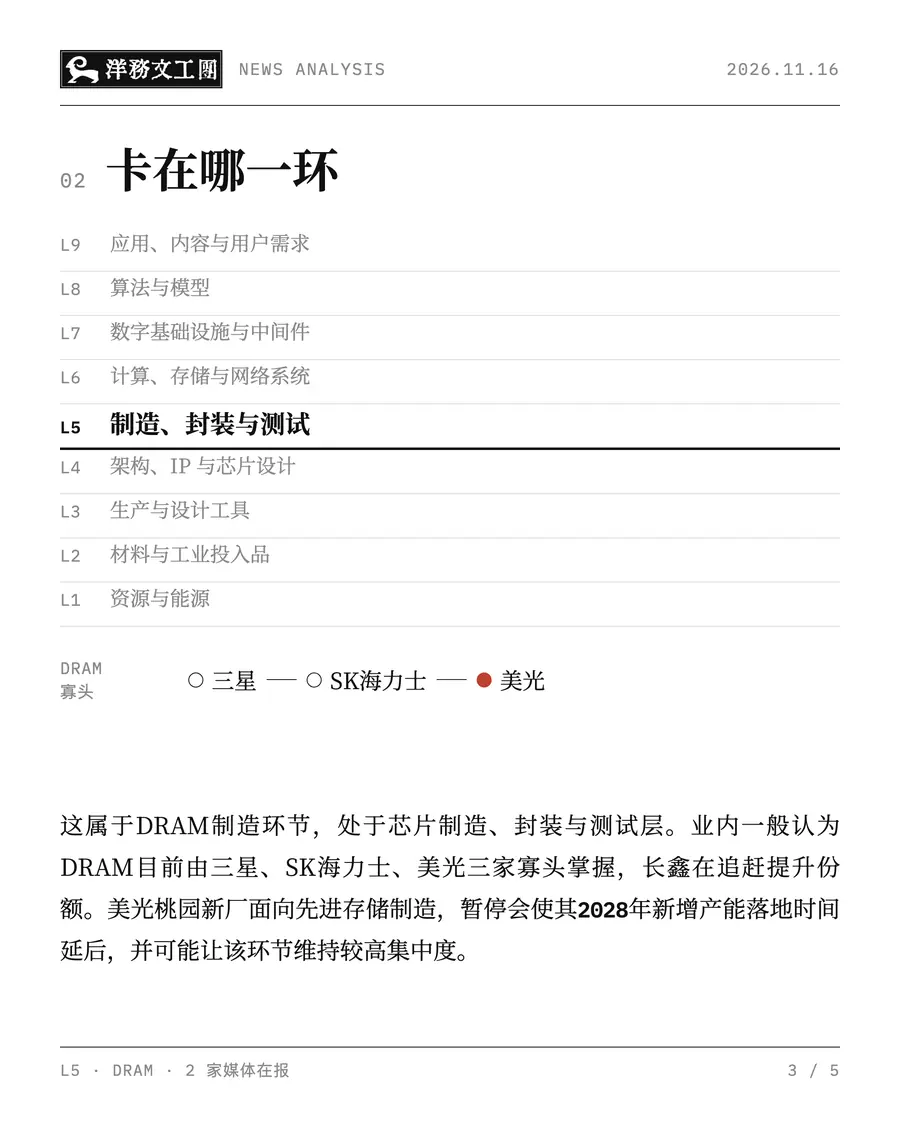 洋務文工團 NEWS ANALYSIS 2026.11.16
02 卡在哪一环
L9 应用、内容与用户需求
L8 算法与模型
L7 数字基础设施与中间件
L6 计算、存储与网络系统
L5 制造、封装与测试
L4 架构、IP 与芯片设计
L3 生产与设计工具
L2 材料与工业投入品
L1 资源与能源
DRAM
寡头
三星 — SK海力士 — 美光
这属于DRAM制造环节，处于芯片制造、封装与测试层。业内一般认为
DRAM目前由三星、SK海力士、美光三家寡头掌握，长鑫在追赶提升份
额。美光桃园新厂面向先进存储制造，暂停会使其2028年新增产能落地时间
延后，并可能让该环节维持较高集中度。
L5 · DRAM · 2 家媒体在报 3 / 5